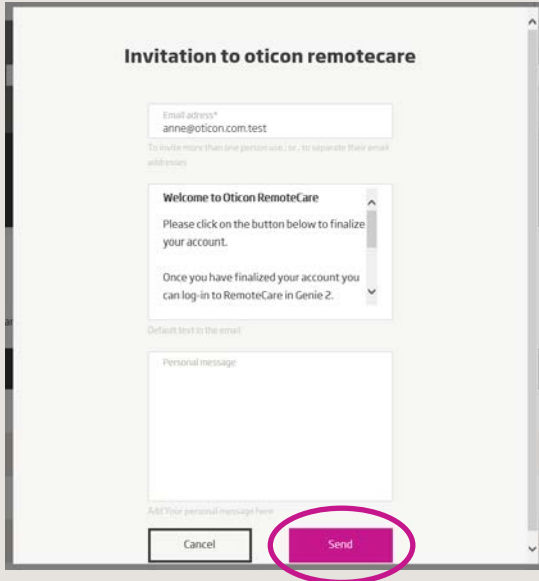 Invitation to oticon remotecare
Email adress*
anne@oticon.com.test
To invite more than one person use , or ; to separate their email
addresses
Welcome to Oticon RemoteCare
Please click on the button below to finalize
your account.
Once you have finalized your account you
can log-in to RemoteCare in Genie 2.
Default text in the email
Personal message
Add Your personal message here
Cancel
Send